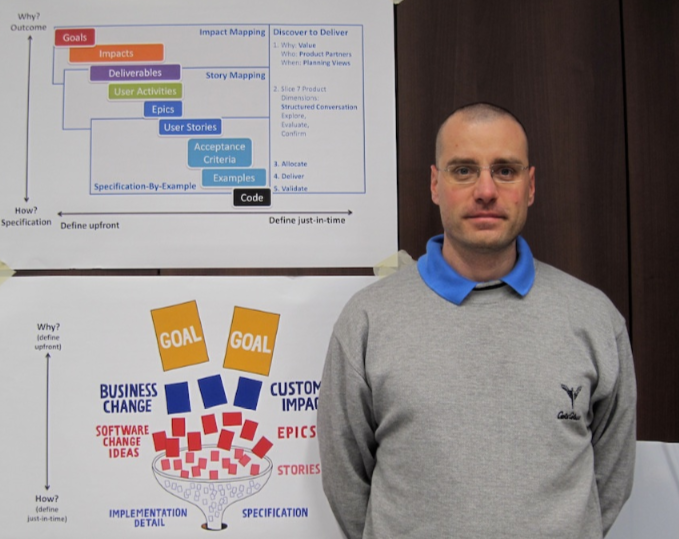 Why?
Outcome
Goals
Impact Mapping
Impacts
Deliverables
Story Mapping
User Activities
Epics
User Stories
Acceptance
Criteria
Examples
Specification-By-Example
Code
Discover to Deliver
1. Why: Value
Who: Product Partners
When: Planning Views
2. Slice 7 Product
Dimensions:
Structured Conversation
Explore,
Evaluate,
Confirm
3. Allocate
4. Deliver
5. Validate
How?
Specification
Define upfront
Define just-in-time
Why?
(define
upfront)
GOAL
GOAL
BUSINESS
CHANGE
CUSTOM
IMPA
SOFTWARE
CHANGE
IDEAS
EPICS
STORIES
How?
(define
just-in-time)
IMPLEMENTATION
DETAIL
SPECIFICATION